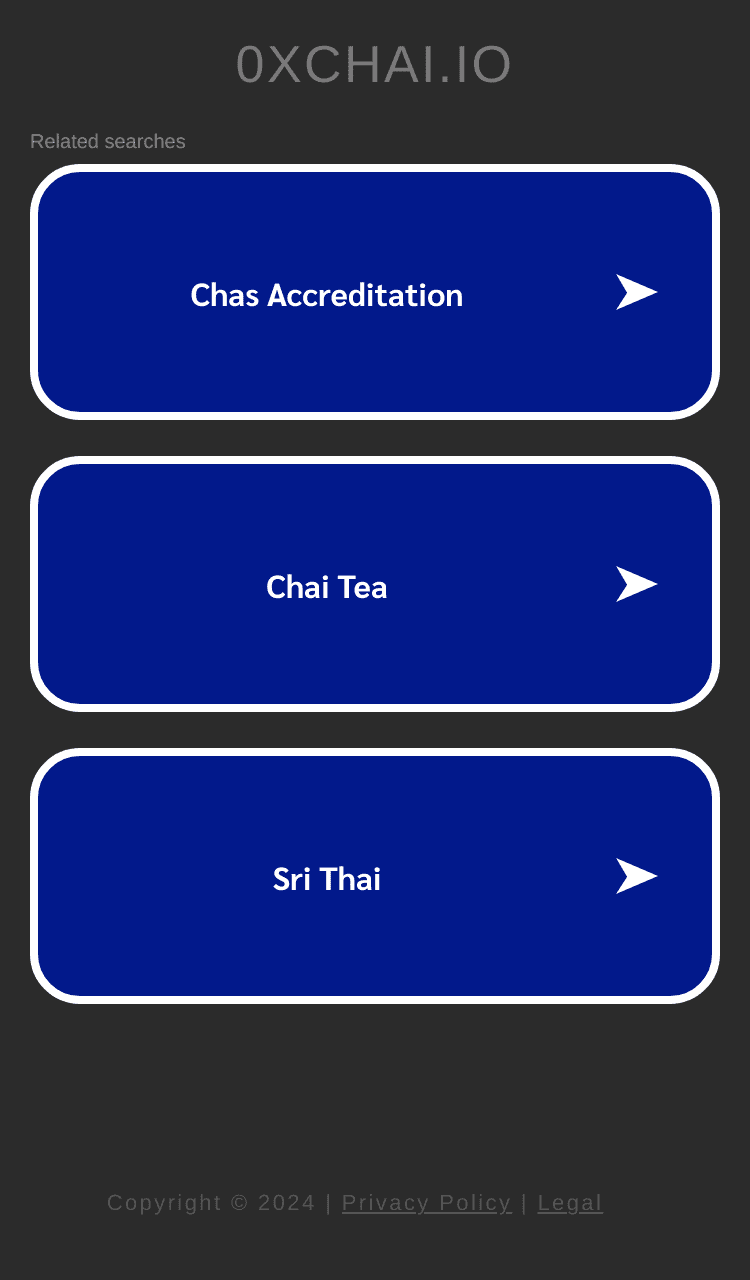 0XCHAI.IO
Related searches
Chas Accreditation
Chai Tea
Sri Thai
Copyright © 2024 | Privacy Policy | Legal